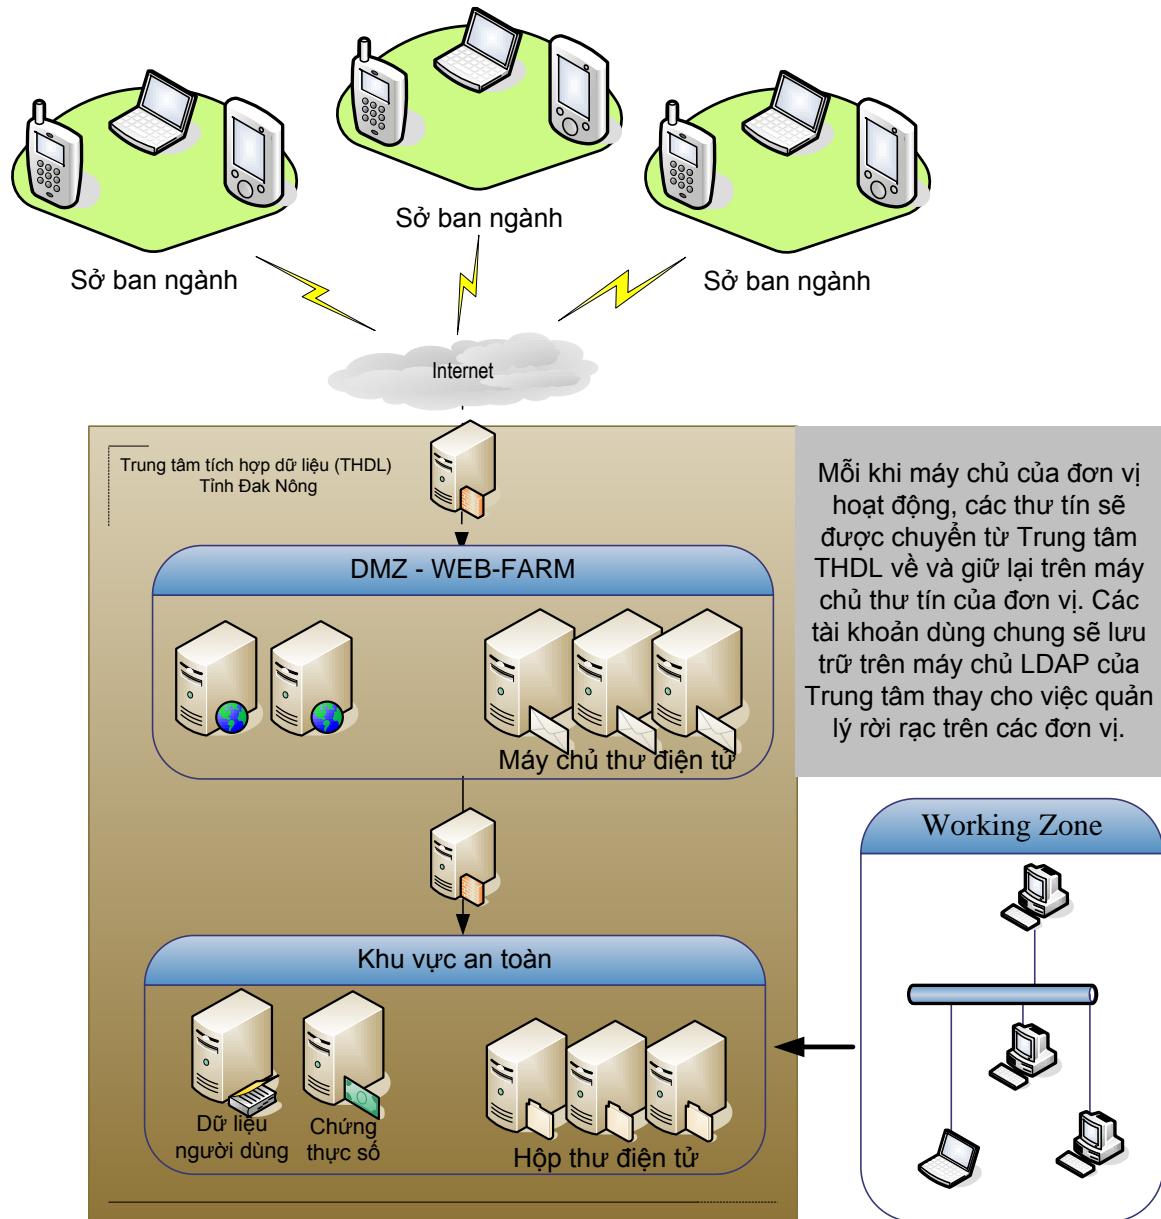 Sở ban ngành
Sở ban ngành
Sở ban ngành
Internet
Trung tâm tích hợp dữ liệu (THDL)
Tỉnh Đak Nông
Mỗi khi máy chủ của đơn vị
hoạt động, các thư tín sẽ
được chuyển từ Trung tâm
THDL về và giữ lại trên máy
chủ thư tín của đơn vị. Các
tài khoản dùng chung sẽ lưu
trữ trên máy chủ LDAP của
Trung tâm thay cho việc quản
lý rời rạc trên các đơn vị.
DMZ - WEB-FARM
Máy chủ thư điện tử
Working Zone
Khu vực an toàn
Dữ liệu
người dùng
Chứng
thực số
Hộp thư điện tử